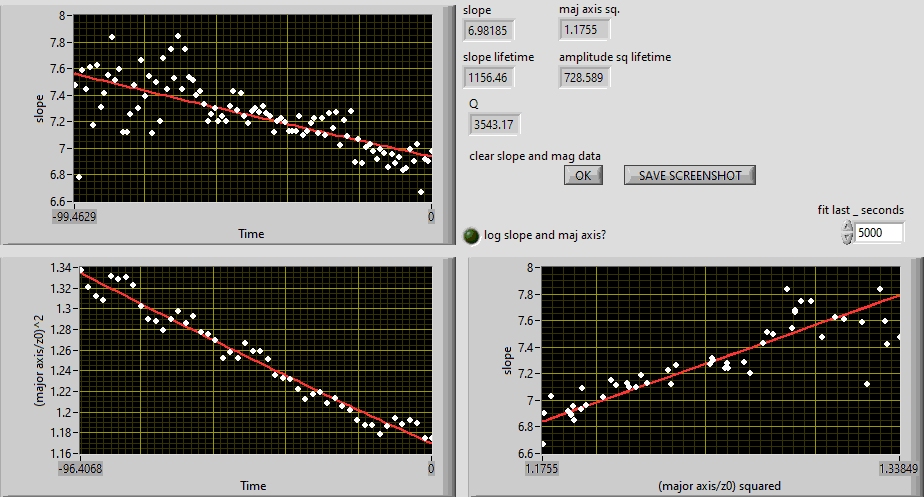 slope
6.98185
maj axis sq.
1.1755
slope lifetime
1156.46
amplitude sq lifetime
728.589
Q
3543.17
clear slope and mag data
OK
SAVE SCREENSHOT
fit last _ seconds
5000
log slope and maj axis?
8
7.8
7.6
7.4
7.2
7
6.8
6.6
slope
-99.4629
0
Time
1.34
1.32
1.3
1.28
1.26
1.24
1.22
1.2
1.18
1.16
(major axis/z0)^2
-96.4068
0
Time
7.8
7.6
7.4
7.2
7
6.8
6.6
slope
1.1755
1.33849
(major axis/z0) squared